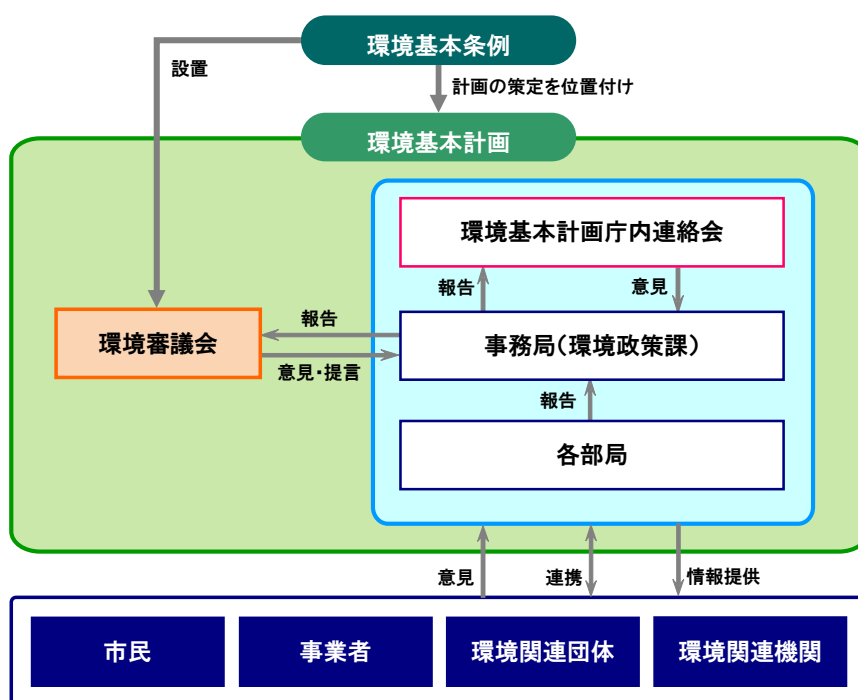 環境基本条例
設置
計画の策定を位置付け
環境基本計画
環境基本計画庁内連絡会
報告
意見
環境審議会
報告
意見・提言
事務局(環境政策課)
報告
各部局
意見
連携
情報提供
市民
事業者
環境関連団体
環境関連機関